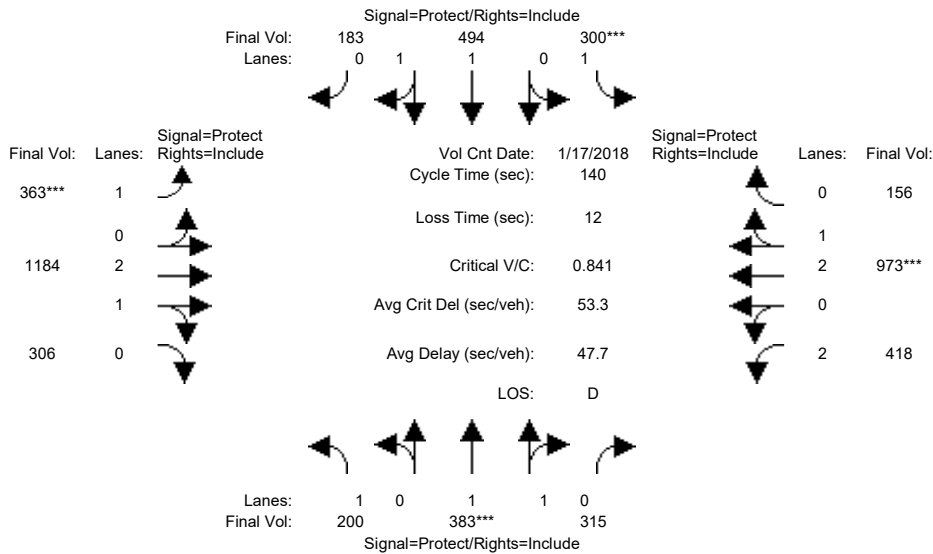 Signal=Protect/Rights=Include
Final Vol: 183 494 300***
Lanes: 0 1 1 0 1
Signal=Protect Signal=Protect
Final Vol: Lanes: Rights=Include Vol Cnt Date: 1/17/2018 Rights=Include Lanes: Final Vol:
Cycle Time (sec): 140
363*** 1 0 156
Loss Time (sec): 12
0 1
1184 2 Critical V/C: 0.841 2 973***
1 Avg Crit Del (sec/veh): 53.3 0
306 0 Avg Delay (sec/veh): 47.7 2 418
LOS: D
Lanes: 1 0 1 1 0
Final Vol: 200 383*** 315
Signal=Protect/Rights=Include